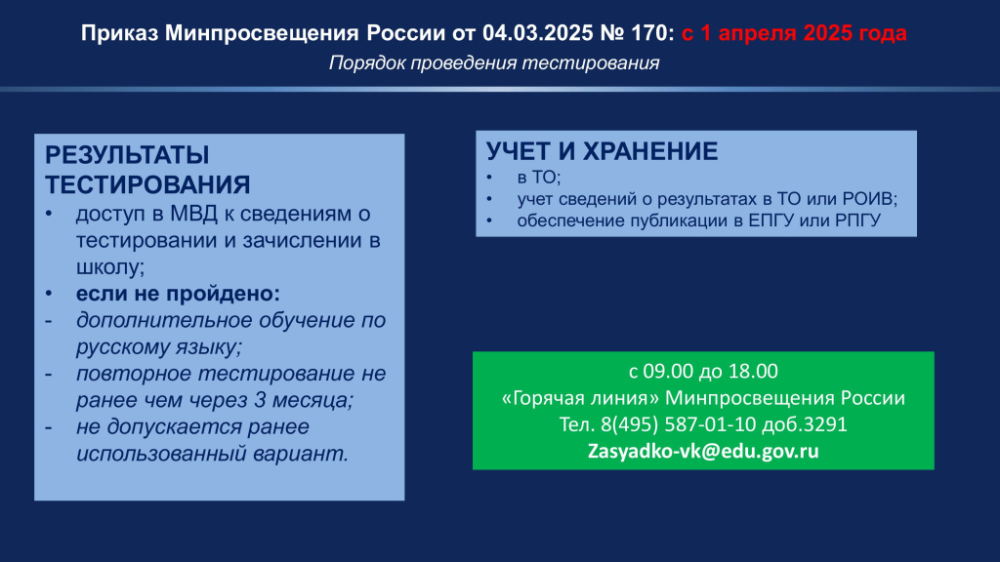 Приказ Минпросвещения России от 04.03.2025 № 170: с 1 апреля 2025 года
Порядок проведения тестирования
РЕЗУЛЬТАТЫ
ТЕСТИРОВАНИЯ
• доступ в МВД к сведениям о
тестировании и зачислении в
школу;
• если не пройдено:
- дополнительное обучение по
русскому языку;
- повторное тестирование не
ранее чем через 3 месяца;
- не допускается ранее
использованный вариант.
УЧЕТ И ХРАНЕНИЕ
• в ТО;
• учет сведений о результатах в ТО или РОИВ;
• обеспечение публикации в ЕПГУ или РПГУ
с 09.00 до 18.00
«Горячая линия» Минпросвещения России
Тел. 8(495) 587-01-10 доб.3291
Zasyadko-vk@edu.gov.ru